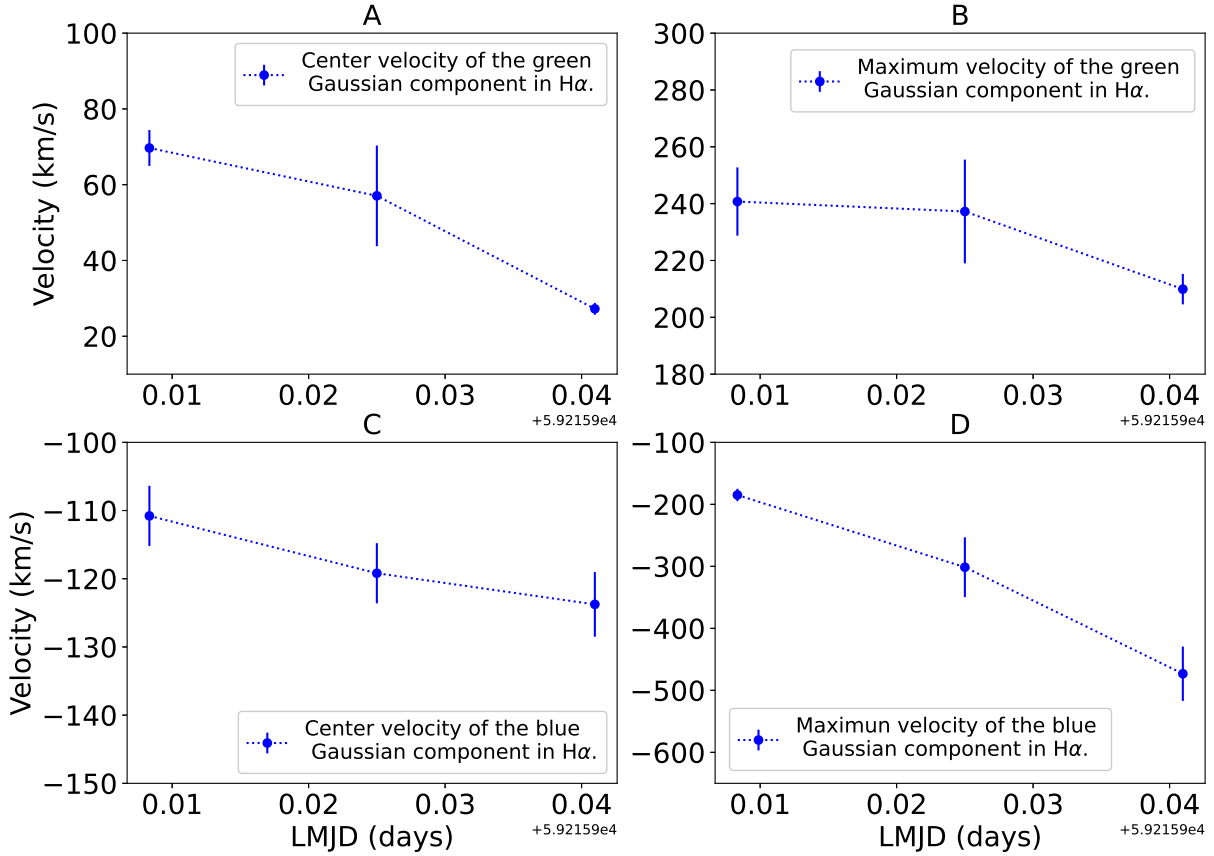 A
100
80
60
40
20
Velocity (km/s)
Center velocity of the green
Gaussian component in Hα.
0.01 0.02 0.03 0.04
+5.92159e4
B
300
280
260
240
220
200
180
Maximum velocity of the green
Gaussian component in Hα.
0.01 0.02 0.03 0.04
+5.92159e4
C
−100
−110
−120
−130
−140
−150
Velocity (km/s)
Center velocity of the blue
Gaussian component in Hα.
0.01 0.02 0.03 0.04
LMJD (days)
+5.92159e4
D
−100
−200
−300
−400
−500
−600
Maximun velocity of the blue
Gaussian component in Hα.
0.01 0.02 0.03 0.04
LMJD (days)
+5.92159e4